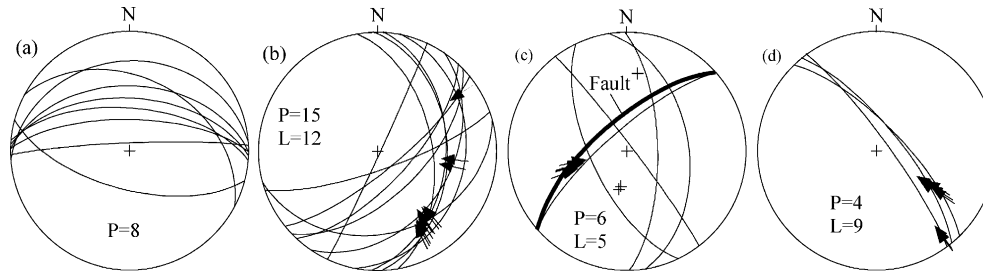 (a)
N
P=8
(b)
N
P=15
L=12
(c)
N
Fault
P=6
L=5
(d)
N
P=4
L=9